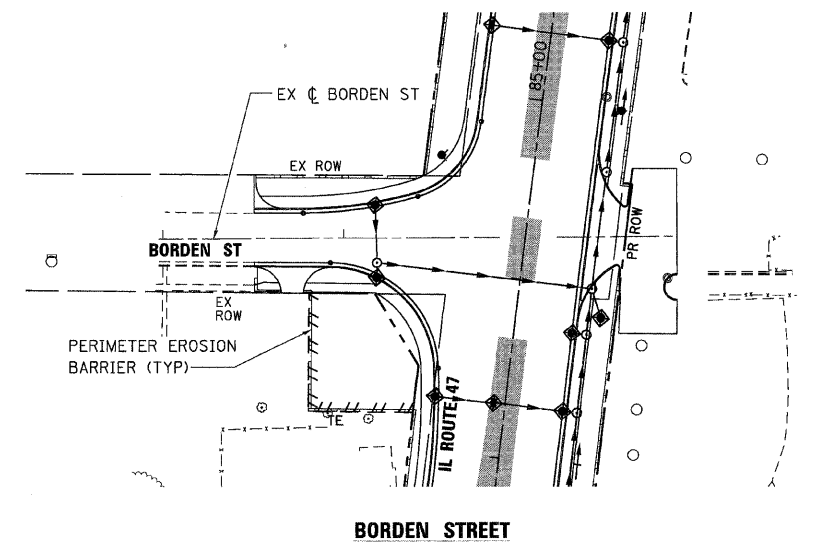 85+00
EX ℄ BORDEN ST
EX ROW
BORDEN ST
PR ROW
EX
ROW
PERIMETER EROSION
BARRIER (TYP)
TE
IL ROUTE 47
BORDEN STREET